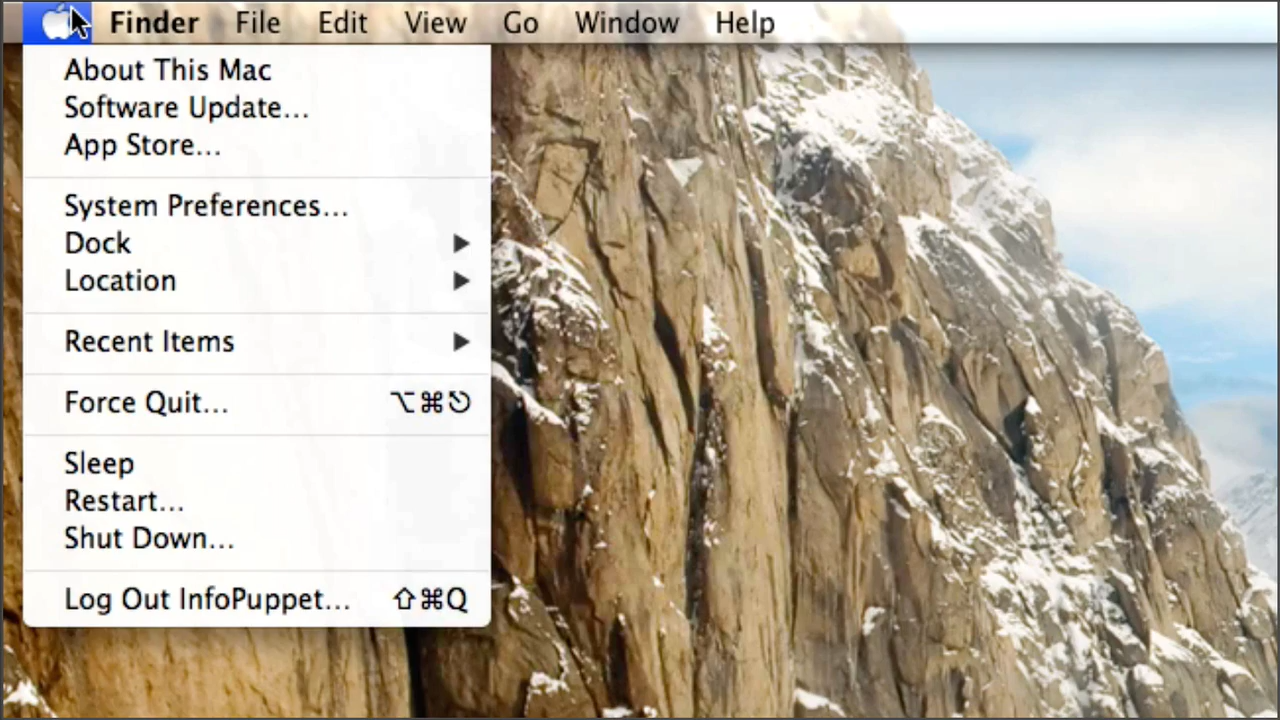 Finder File Edit View Go Window Help
About This Mac
Software Update…
App Store…
System Preferences…
Dock
Location
Recent Items
Force Quit… ⌥⌘⎋
Sleep
Restart…
Shut Down…
Log Out InfoPuppet… ⇧⌘Q